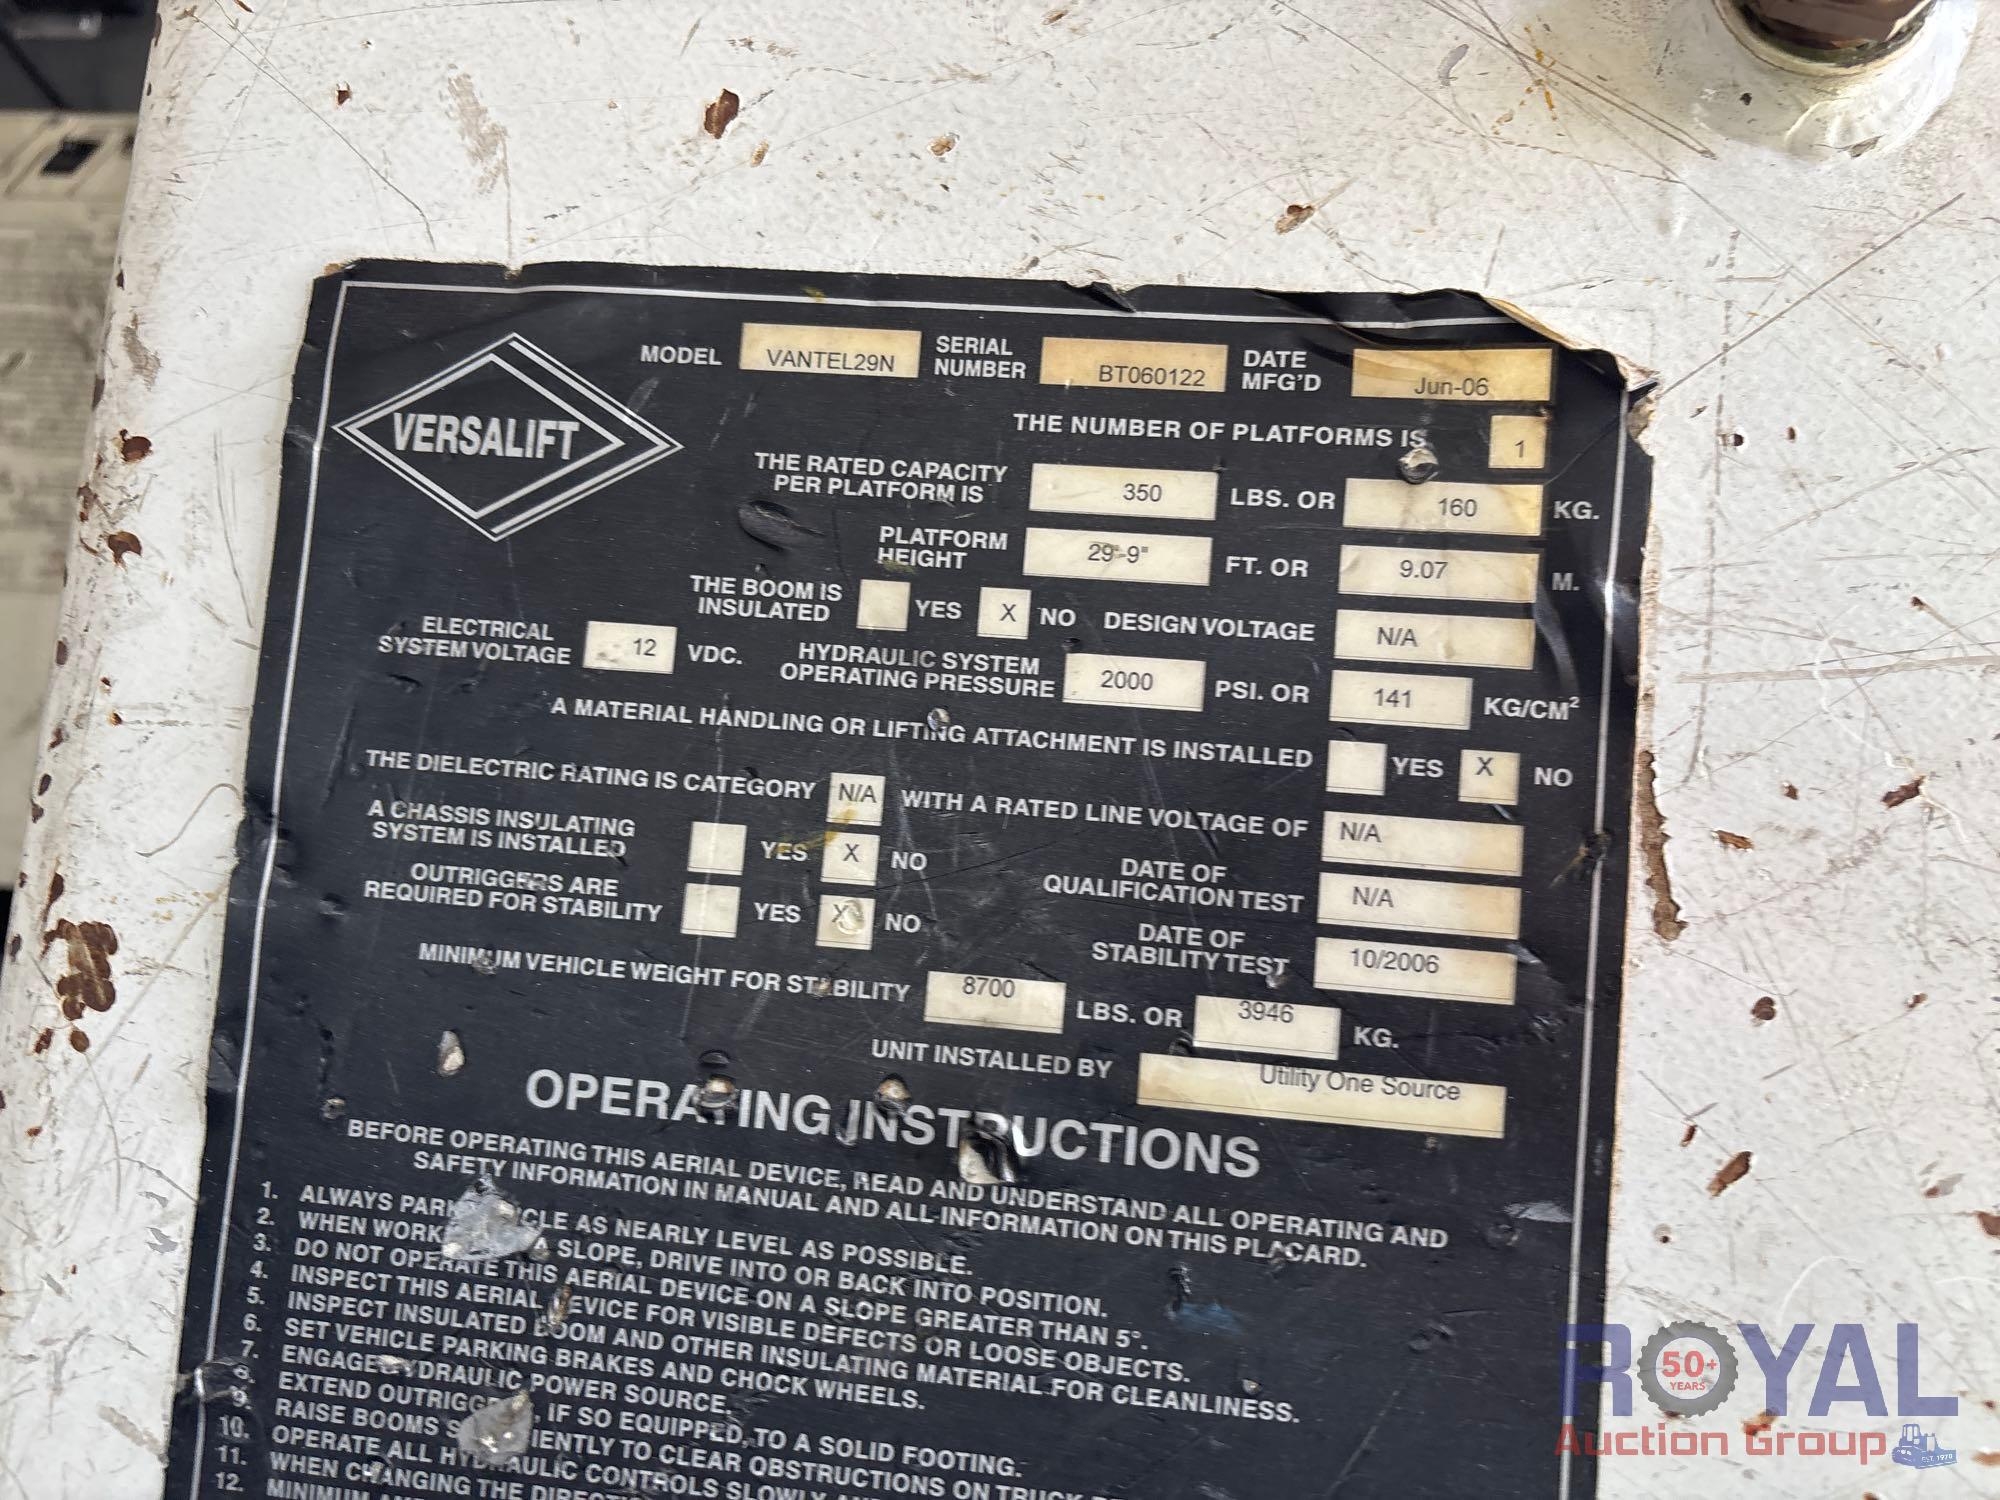 VERSALIFT
MODEL VANTEL29N SERIAL NUMBER BT060122 DATE MFG'D Jun-06
THE NUMBER OF PLATFORMS IS 1
THE RATED CAPACITY PER PLATFORM IS 350 LBS. OR 160 KG.
PLATFORM HEIGHT 29'-9" FT. OR 9.07 M.
THE BOOM IS INSULATED YES X NO DESIGN VOLTAGE N/A
ELECTRICAL SYSTEM VOLTAGE 12 VDC. HYDRAULIC SYSTEM OPERATING PRESSURE 2000 PSI. OR 141 KG/CM²
A MATERIAL HANDLING OR LIFTING ATTACHMENT IS INSTALLED YES X NO
THE DIELECTRIC RATING IS CATEGORY N/A WITH A RATED LINE VOLTAGE OF N/A
A CHASSIS INSULATING SYSTEM IS INSTALLED YES X NO DATE OF QUALIFICATION TEST N/A
OUTRIGGERS ARE REQUIRED FOR STABILITY YES X NO DATE OF STABILITY TEST 10/2006
MINIMUM VEHICLE WEIGHT FOR STABILITY 8700 LBS. OR 3946 KG.
UNIT INSTALLED BY Utility One Source
OPERATING INSTRUCTIONS
BEFORE OPERATING THIS AERIAL DEVICE, READ AND UNDERSTAND ALL OPERATING AND
SAFETY INFORMATION IN MANUAL AND ALL INFORMATION ON THIS PLACARD.
1. ALWAYS PARK VEHICLE AS NEARLY LEVEL AS POSSIBLE.
2. WHEN WORKING ON A SLOPE, DRIVE INTO OR BACK INTO POSITION.
3. DO NOT OPERATE THIS AERIAL DEVICE ON A SLOPE GREATER THAN 5°.
4. INSPECT THIS AERIAL DEVICE FOR VISIBLE DEFECTS OR LOOSE OBJECTS.
5. INSPECT INSULATED BOOM AND OTHER INSULATING MATERIAL FOR CLEANLINESS.
6. SET VEHICLE PARKING BRAKES AND CHOCK WHEELS.
7. ENGAGE HYDRAULIC POWER SOURCE.
8. EXTEND OUTRIGGERS, IF SO EQUIPPED, TO A SOLID FOOTING.
9. RAISE BOOMS SUFFICIENTLY TO CLEAR OBSTRUCTIONS ON TRUCK
10. OPERATE ALL HYDRAULIC CONTROLS SLOWLY
11. WHEN CHANGING THE
12. MINIMUM
ROYAL
50+
YEARS
Auction Group
EST. 1970